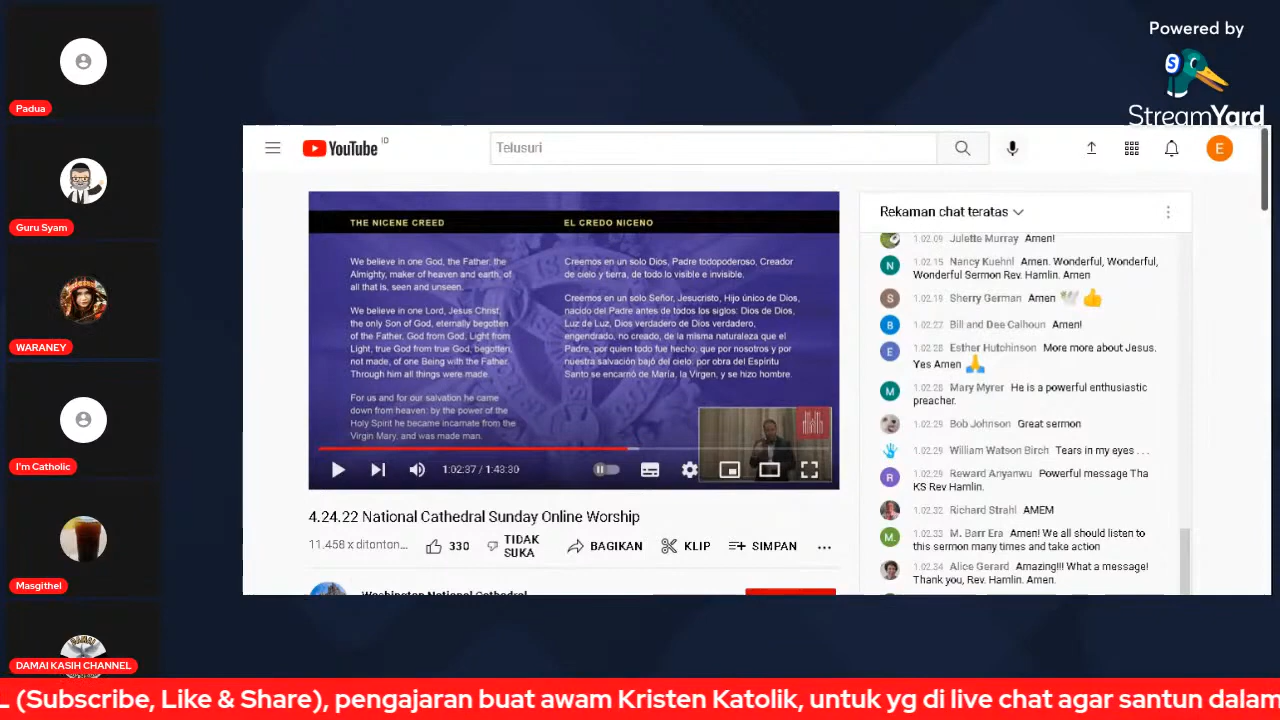 Powered by
StreamYard
Padua
Guru Syam
WARANEY
I'm Catholic
Masgithel
DAMAI KASIH CHANNEL
YouTube ID
Telusuri
E
THE NICENE CREED
We believe in one God, the Father, the
Almighty, maker of heaven and earth, of
all that is, seen and unseen.
We believe in one Lord, Jesus Christ,
the only Son of God, eternally begotten
of the Father, God from God, Light from
Light, true God from true God, begotten,
not made, of one Being with the Father.
Through him all things were made.
For us and for our salvation he came
down from heaven: by the power of the
Holy Spirit he became incarnate from the
Virgin Mary, and was made man.
EL CREDO NICENO
Creemos en un solo Dios, Padre todopoderoso, Creador
de cielo y tierra, de todo lo visible e invisible.
Creemos en un solo Señor, Jesucristo, Hijo único de Dios,
nacido del Padre antes de todos los siglos: Dios de Dios,
Luz de Luz, Dios verdadero de Dios verdadero,
engendrado, no creado, de la misma naturaleza que el
Padre, por quien todo fue hecho; que por nosotros y por
nuestra salvación bajó del cielo: por obra del Espíritu
Santo se encarnó de María, la Virgen, y se hizo hombre.
1:02:37 / 1:43:30
4.24.22 National Cathedral Sunday Online Worship
11.458 x ditonton...
330
TIDAK
SUKA
BAGIKAN
KLIP
SIMPAN
Washington National Cathedral
Rekaman chat teratas
1.02.09 Juliette Murray Amen!
N 1.02.15 Nancy Kuehnl Amen. Wonderful, Wonderful,
Wonderful Sermon Rev. Hamlin. Amen
S 1.02.19 Sherry German Amen 🕊️ 👍
B 1.02.27 Bill and Dee Calhoun Amen!
E 1.02.28 Esther Hutchinson More more about Jesus.
Yes Amen 🙏
M 1.02.28 Mary Myrer He is a powerful enthusiastic
preacher.
1.02.29 Bob Johnson Great sermon
1.02.29 William Watson Birch Tears in my eyes . . .
R 1.02.29 Reward Anyanwu Powerful message Tha
KS Rev Hamlin.
1.02.32 Richard Strahl AMEM
M. 1.02.33 M. Barr Era Amen! We all should listen to
this sermon many times and take action
1.02.34 Alice Gerard Amazing!!! What a message!
Thank you, Rev. Hamlin. Amen.
L (Subscribe, Like & Share), pengajaran buat awam Kristen Katolik, untuk yg di live chat agar santun dalam